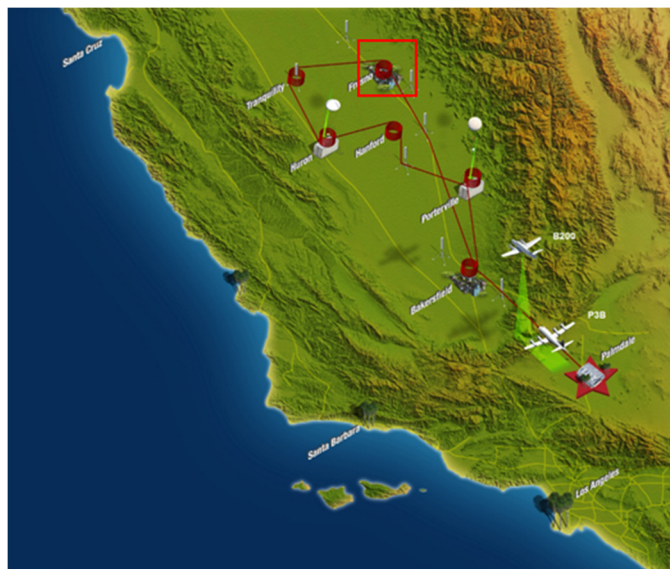 Santa Cruz
Fresno
Tranquility
Huron
Hanford
Porterville
B200
Bakersfield
P3B
Palmdale
Santa Barbara
Los Angeles